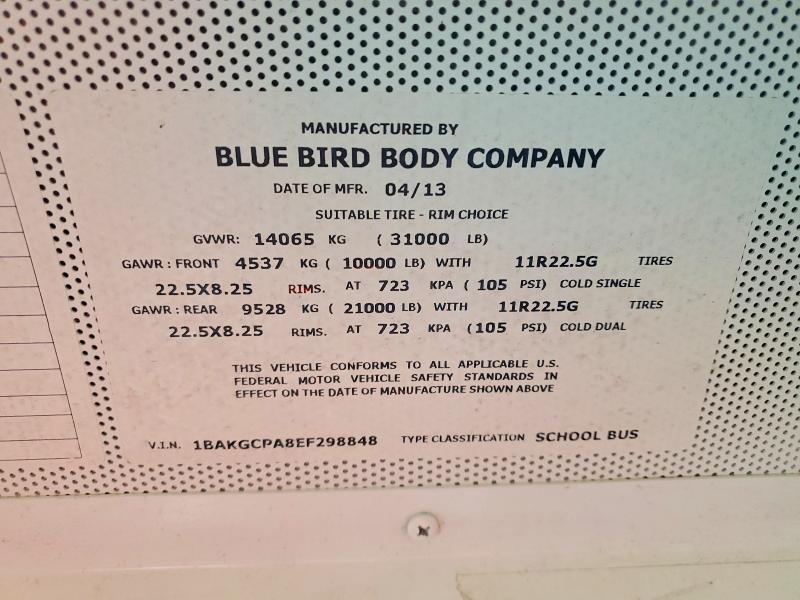 MANUFACTURED BY
BLUE BIRD BODY COMPANY
DATE OF MFR. 04/13
SUITABLE TIRE - RIM CHOICE
GVWR: 14065 KG ( 31000 LB)
GAWR : FRONT 4537 KG ( 10000 LB) WITH 11R22.5G TIRES
22.5X8.25 RIMS. AT 723 KPA ( 105 PSI) COLD SINGLE
GAWR : REAR 9528 KG ( 21000 LB) WITH 11R22.5G TIRES
22.5X8.25 RIMS. AT 723 KPA ( 105 PSI) COLD DUAL
THIS VEHICLE CONFORMS TO ALL APPLICABLE U.S.
FEDERAL MOTOR VEHICLE SAFETY STANDARDS IN
EFFECT ON THE DATE OF MANUFACTURE SHOWN ABOVE
V.I.N. 1BAKGCPA8EF298848 TYPE CLASSIFICATION SCHOOL BUS